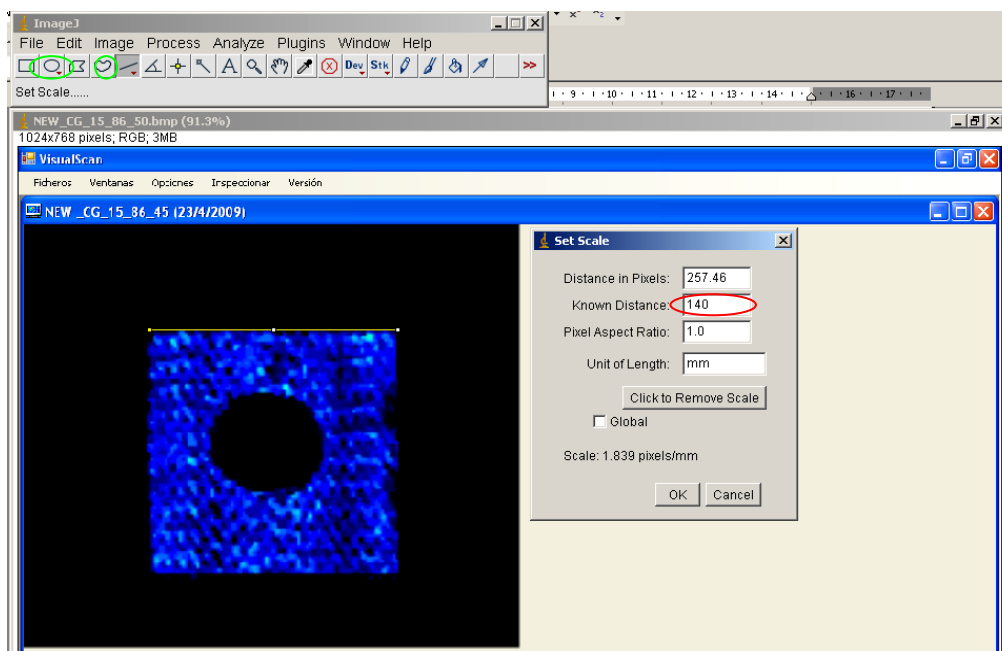 ImageJ
File Edit Image Process Analyze Plugins Window Help
A Dev Stk >>
Set Scale......
9 10 11 12 13 14 16 17
NEW_CG_15_86_50.bmp (91.3%)
1024x768 pixels; RGB; 3MB
VisualScan
Ficheros Ventanas Opciones Inspeccionar Versión
NEW _CG_15_86_45 (23/4/2009)
Set Scale
Distance in Pixels: 257.46
Known Distance: 140
Pixel Aspect Ratio: 1.0
Unit of Length: mm
Click to Remove Scale
Global
Scale: 1.839 pixels/mm
OK Cancel